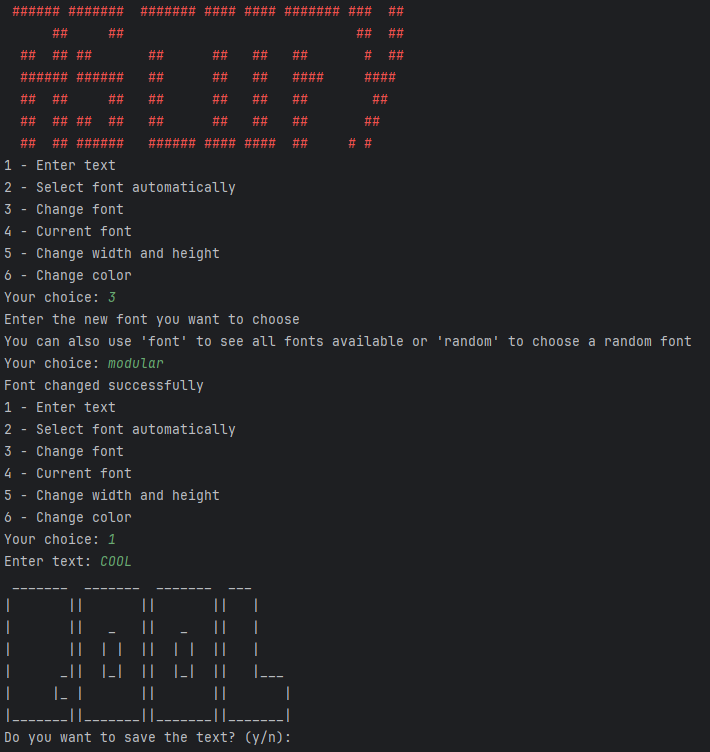 ###### #######  ####### #### #### ####### ###  ##
      ##     ##                             ##  ##
  ##  ## ##       ##      ##   ##   ##       #  ##
  ###### ######   ##      ##   ##   ####     ####
  ##  ##     ##   ##      ##   ##   ##        ##
  ##  ## ##  ##   ##      ##   ##   ##       ##
  ##  ## ######   ###### #### ####  ##     # #
1 - Enter text
2 - Select font automatically
3 - Change font
4 - Current font
5 - Change width and height
6 - Change color
Your choice: 3
Enter the new font you want to choose
You can also use 'font' to see all fonts available or 'random' to choose a random font
Your choice: modular
Font changed successfully
1 - Enter text
2 - Select font automatically
3 - Change font
4 - Current font
5 - Change width and height
6 - Change color
Your choice: 1
Enter text: COOL
 _______  _______  _______  ___
|       ||       ||       ||   |
|       ||   _   ||   _   ||   |
|       ||  | |  ||  | |  ||   |
|      _||  |_|  ||  |_|  ||   |___
|     |_ |       ||       ||       |
|_______||_______||_______||_______|
Do you want to save the text? (y/n):